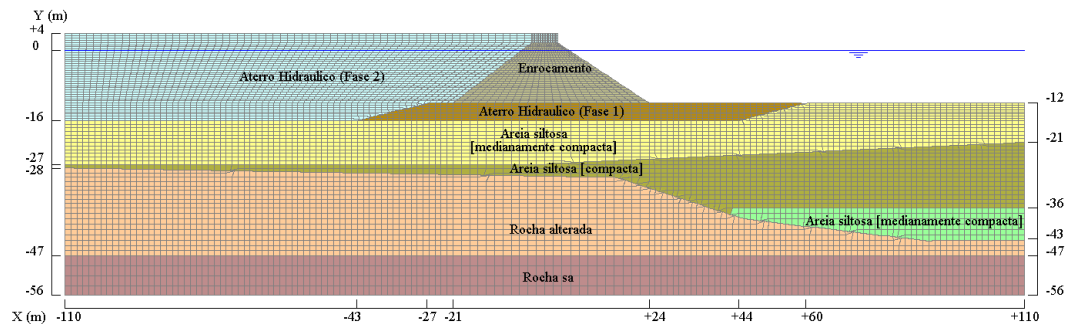 Y (m)
+4
0
Aterro Hidraulico (Fase 2)
Enrocamento
-16
Aterro Hidraulico (Fase 1)
-12
Areia siltosa
[medianamente compacta]
-21
-27
-28
Areia siltosa [compacta]
-36
Areia siltosa [medianamente compacta]
Rocha alterada
-43
-47
-47
Rocha sa
-56
-56
X (m) -110 -43 -27 -21 +24 +44 +60 +110